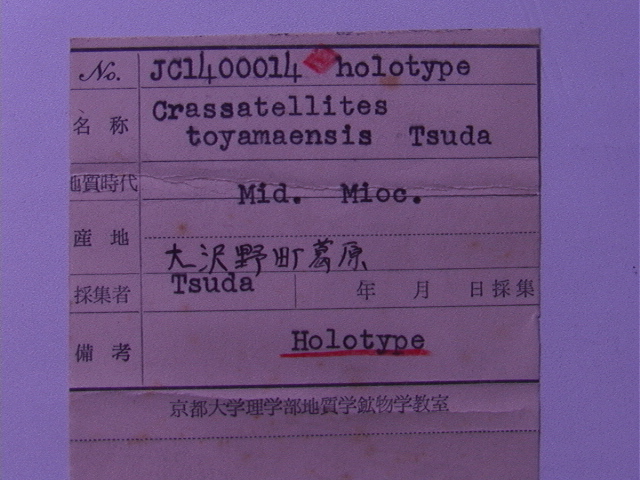 No. JC1400014 holotype
名称 Crassatellites
toyamaensis Tsuda
地質時代 Mid. Mioc.
産地 大沢野町葛原
採集者 Tsuda 年 月 日採集
備考 Holotype
京都大学理学部地質学鉱物学教室